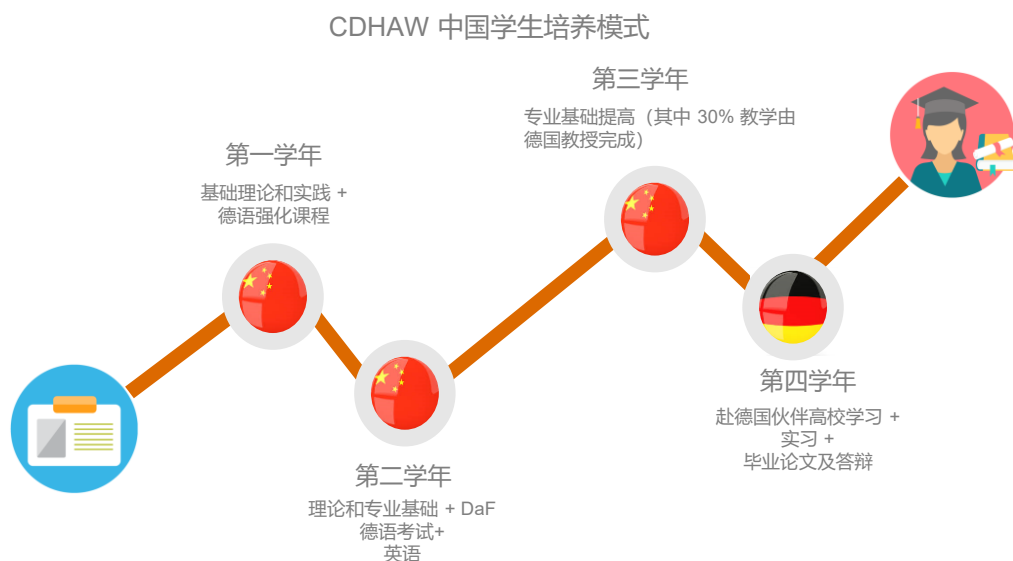 CDHAW 中国学生培养模式
第一学年
基础理论和实践 +
德语强化课程
第二学年
理论和专业基础 + DaF
德语考试+
英语
第三学年
专业基础提高（其中 30% 教学由
德国教授完成）
第四学年
赴德国伙伴高校学习 +
实习 +
毕业论文及答辩